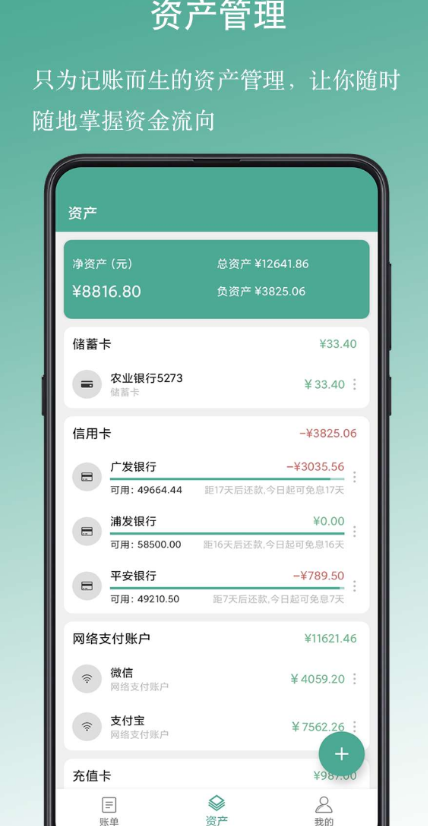 资产管理
只为记账而生的资产管理，让你随时
随地掌握资金流向
资产
净资产（元）
总资产 ¥12641.86
¥8816.80
负资产 ¥3825.06
储蓄卡
¥33.40
农业银行5273
储蓄卡
¥33.40
信用卡
-¥3825.06
广发银行
-¥3035.56
可用: 49664.44
距17天后还款,今日起可免息17天
浦发银行
¥0.00
可用: 58500.00
距16天后还款,今日起可免息16天
平安银行
-¥789.50
可用: 49210.50
距7天后还款,今日起可免息7天
网络支付账户
¥11621.46
微信
网络支付账户
¥4059.20
支付宝
网络支付账户
¥7562.26
充值卡
¥987.00
账单
资产
我的